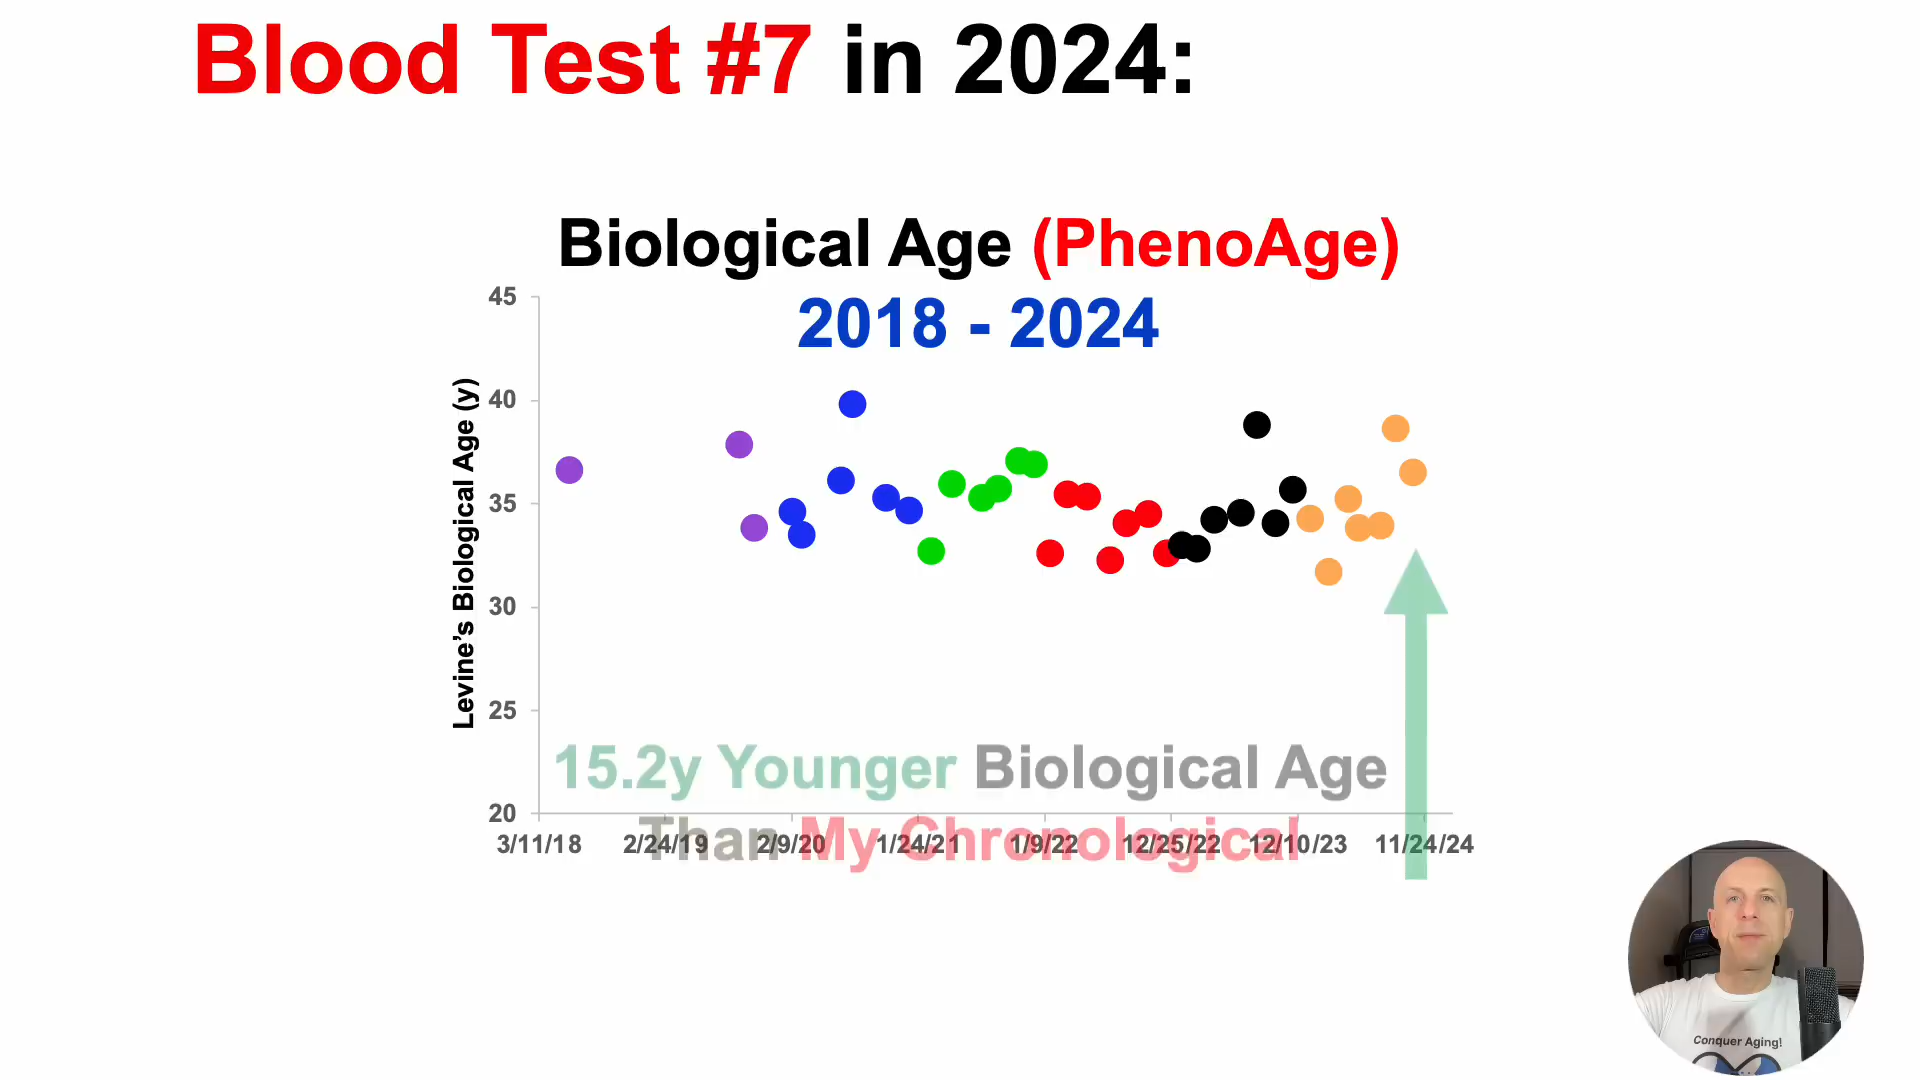 Blood Test #7 in 2024:
Biological Age (PhenoAge)
2018 - 2024
Levine's Biological Age (y)
45
40
35
30
25
20
15.2y Younger Biological Age
Than My Chronological
3/11/18 2/24/19 2/9/20 1/24/21 1/9/22 12/25/22 12/10/23 11/24/24
Conquer Aging!